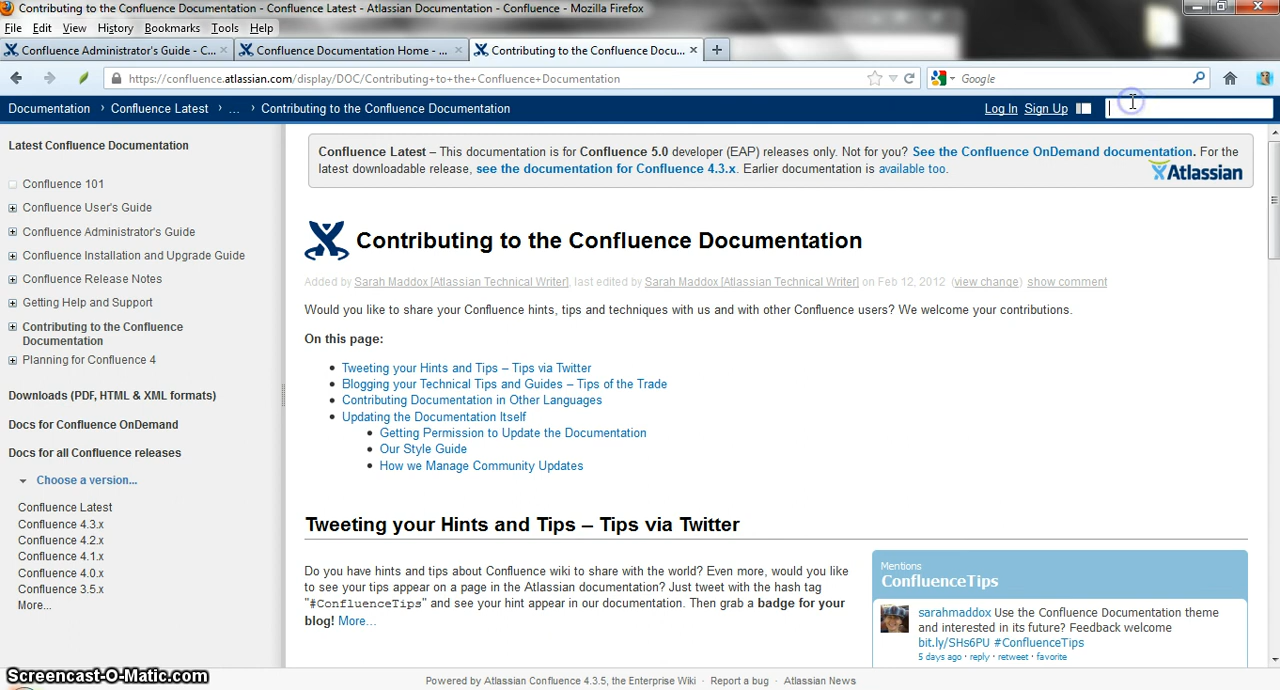 Contributing to the Confluence Documentation - Confluence Latest - Atlassian Documentation - Confluence - Mozilla Firefox
File Edit View History Bookmarks Tools Help
Confluence Administrator's Guide - C... × Confluence Documentation Home - ... × Contributing to the Confluence Docu... × +
https://confluence.atlassian.com/display/DOC/Contributing+to+the+Confluence+Documentation
Google
Documentation › Confluence Latest › ... › Contributing to the Confluence Documentation
Log In Sign Up
Latest Confluence Documentation
Confluence 101
Confluence User's Guide
Confluence Administrator's Guide
Confluence Installation and Upgrade Guide
Confluence Release Notes
Getting Help and Support
Contributing to the Confluence
Documentation
Planning for Confluence 4
Downloads (PDF, HTML & XML formats)
Docs for Confluence OnDemand
Docs for all Confluence releases
Choose a version...
Confluence Latest
Confluence 4.3.x
Confluence 4.2.x
Confluence 4.1.x
Confluence 4.0.x
Confluence 3.5.x
More...
Confluence Latest – This documentation is for Confluence 5.0 developer (EAP) releases only. Not for you? See the Confluence OnDemand documentation. For the
latest downloadable release, see the documentation for Confluence 4.3.x. Earlier documentation is available too.
Atlassian
Contributing to the Confluence Documentation
Added by Sarah Maddox [Atlassian Technical Writer], last edited by Sarah Maddox [Atlassian Technical Writer] on Feb 12, 2012 (view change) show comment
Would you like to share your Confluence hints, tips and techniques with us and with other Confluence users? We welcome your contributions.
On this page:
Tweeting your Hints and Tips – Tips via Twitter
Blogging your Technical Tips and Guides – Tips of the Trade
Contributing Documentation in Other Languages
Updating the Documentation Itself
Getting Permission to Update the Documentation
Our Style Guide
How we Manage Community Updates
Tweeting your Hints and Tips – Tips via Twitter
Do you have hints and tips about Confluence wiki to share with the world? Even more, would you like
to see your tips appear on a page in the Atlassian documentation? Just tweet with the hash tag
"#ConfluenceTips" and see your hint appear in our documentation. Then grab a badge for your
blog! More...
Mentions
ConfluenceTips
sarahmaddox Use the Confluence Documentation theme
and interested in its future? Feedback welcome
bit.ly/SHs6PU #ConfluenceTips
5 days ago · reply · retweet · favorite
Screencast-O-Matic.com
Powered by Atlassian Confluence 4.3.5, the Enterprise Wiki · Report a bug · Atlassian News